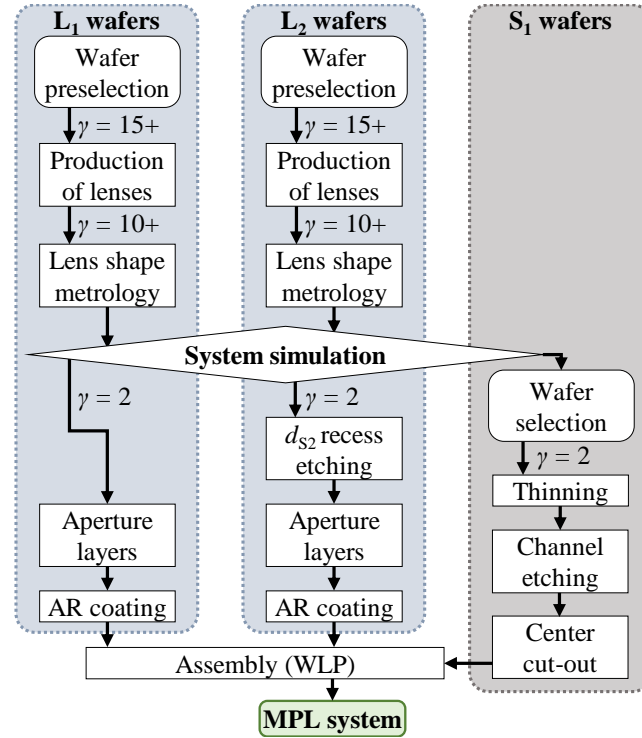 L₁ wafers
Wafer
preselection
γ = 15+
Production
of lenses
γ = 10+
Lens shape
metrology
L₂ wafers
Wafer
preselection
γ = 15+
Production
of lenses
γ = 10+
Lens shape
metrology
S₁ wafers
System simulation
γ = 2
Aperture
layers
AR coating
γ = 2
d_S2 recess
etching
Aperture
layers
AR coating
Wafer
selection
γ = 2
Thinning
Channel
etching
Center
cut-out
Assembly (WLP)
MPL system